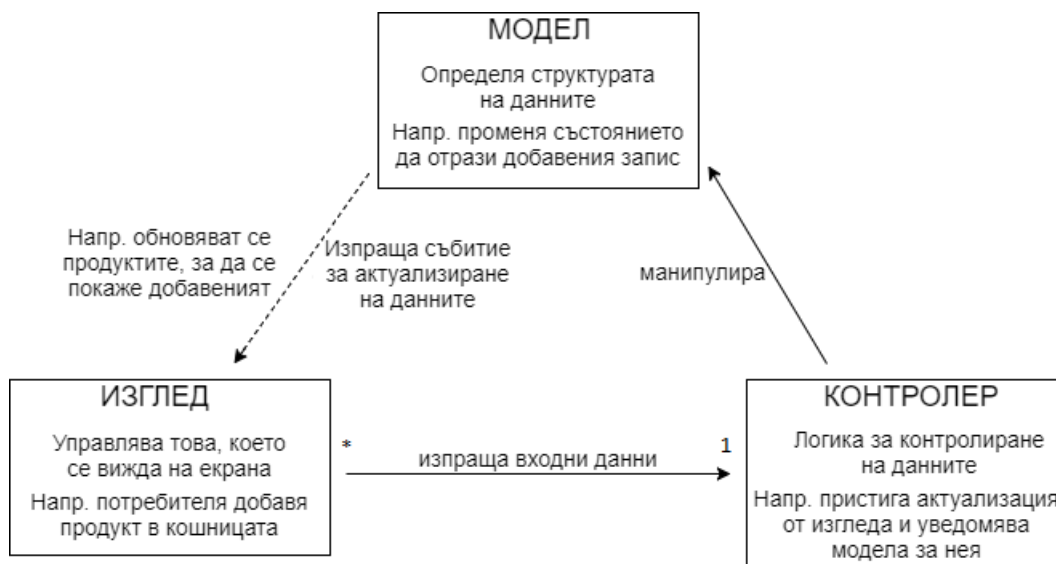 МОДЕЛ
Определя структурата
на данните
Напр. променя състоянието
да отрази добавения запис
Напр. обновяват се
продуктите, за да се
покаже добавеният
Изпраща събитие
за актуализиране
на данните
манипулира
ИЗГЛЕД
Управлява това, което
се вижда на екрана
Напр. потребителя добавя
продукт в кошницата
*
изпраща входни данни
1
КОНТРОЛЕР
Логика за контролиране
на данните
Напр. пристига актуализация
от изгледа и уведомява
модела за нея